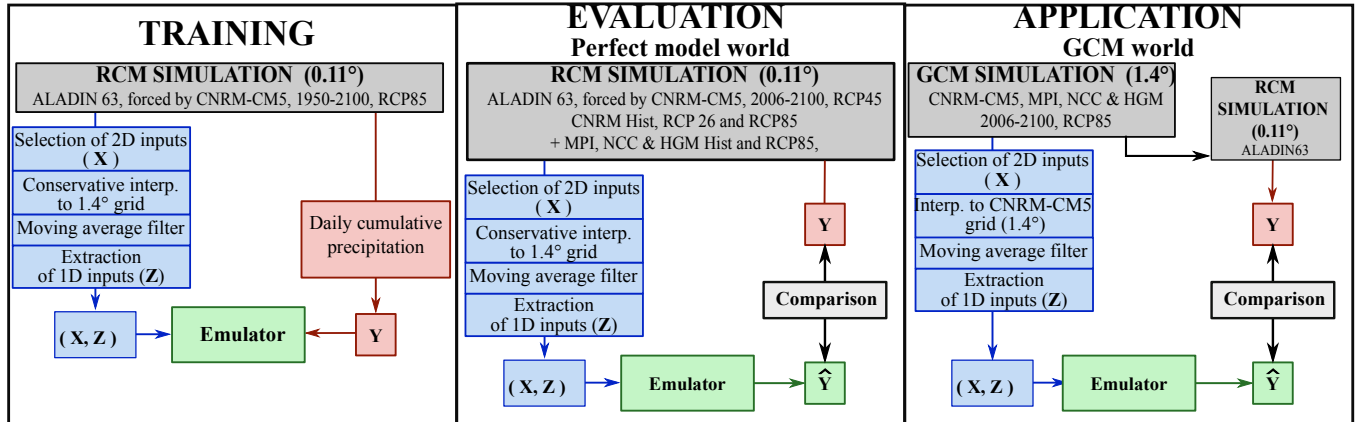 TRAINING
RCM SIMULATION (0.11°)
ALADIN 63, forced by CNRM-CM5, 1950-2100, RCP85
Selection of 2D inputs
( X )
Conservative interp.
to 1.4° grid
Moving average filter
Extraction
of 1D inputs (Z)
Daily cumulative
precipitation
( X, Z )
Emulator
Y
EVALUATION
Perfect model world
RCM SIMULATION (0.11°)
ALADIN 63, forced by CNRM-CM5, 2006-2100, RCP45
CNRM Hist, RCP 26 and RCP85
+ MPI, NCC & HGM Hist and RCP85,
Selection of 2D inputs
( X )
Conservative interp.
to 1.4° grid
Moving average filter
Extraction
of 1D inputs (Z)
Y
Comparison
( X, Z )
Emulator
Ŷ
APPLICATION
GCM world
GCM SIMULATION (1.4°)
CNRM-CM5, MPI, NCC & HGM
2006-2100, RCP85
RCM
SIMULATION
(0.11°)
ALADIN63
Selection of 2D inputs
( X )
Interp. to CNRM-CM5
grid (1.4°)
Moving average filter
Extraction
of 1D inputs (Z)
Y
Comparison
( X, Z )
Emulator
Ŷ